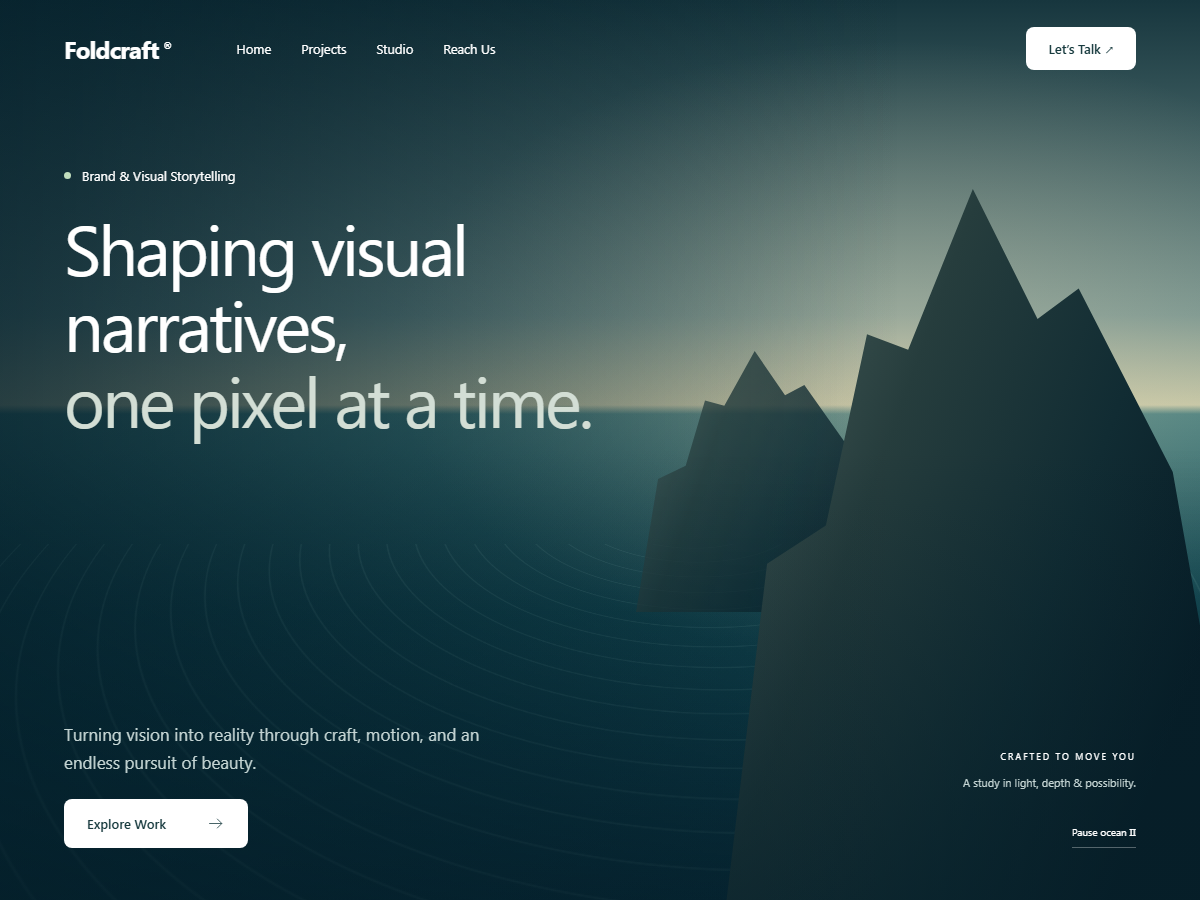 Foldcraft ®
Home Projects Studio Reach Us
Let's Talk ↗
Brand & Visual Storytelling
Shaping visual
narratives,
one pixel at a time.
Turning vision into reality through craft, motion, and an
endless pursuit of beauty.
Explore Work →
CRAFTED TO MOVE YOU
A study in light, depth & possibility.
Pause ocean II